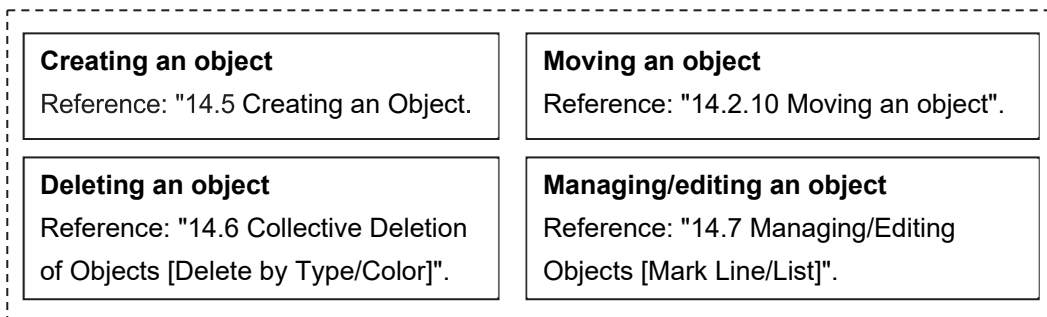 Creating an object
Reference: "14.5 Creating an Object.
Moving an object
Reference: "14.2.10 Moving an object".
Deleting an object
Reference: "14.6 Collective Deletion
of Objects [Delete by Type/Color]".
Managing/editing an object
Reference: "14.7 Managing/Editing
Objects [Mark Line/List]".